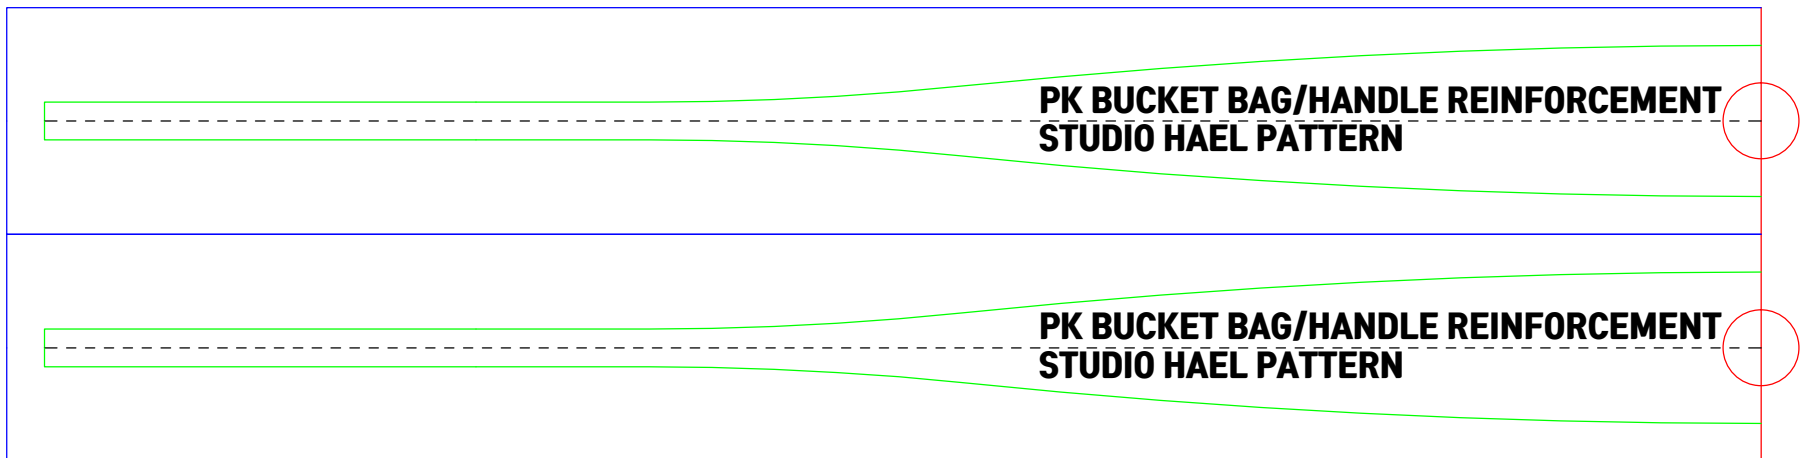 PK BUCKET BAG/HANDLE REINFORCEMENT
STUDIO HAEL PATTERN
PK BUCKET BAG/HANDLE REINFORCEMENT
STUDIO HAEL PATTERN